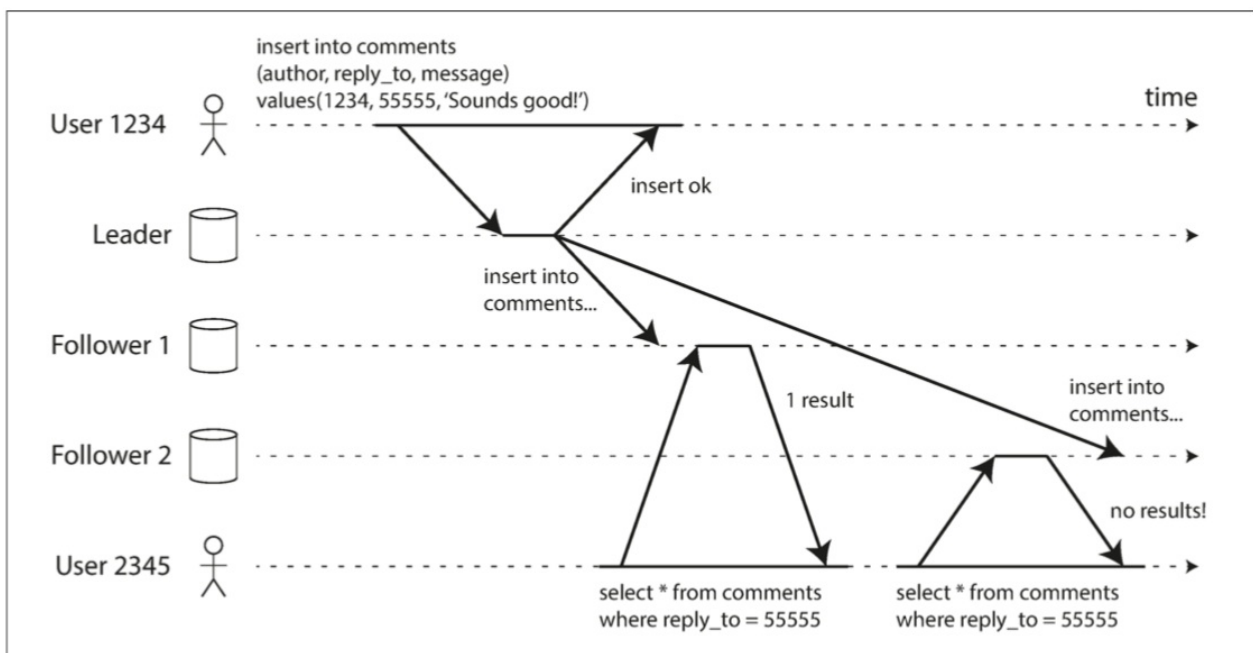 insert into comments
(author, reply_to, message)
values(1234, 55555, ‘Sounds good!’)
time
User 1234
insert ok
Leader
insert into
comments...
Follower 1
1 result
insert into
comments...
Follower 2
no results!
User 2345
select * from comments
where reply_to = 55555
select * from comments
where reply_to = 55555